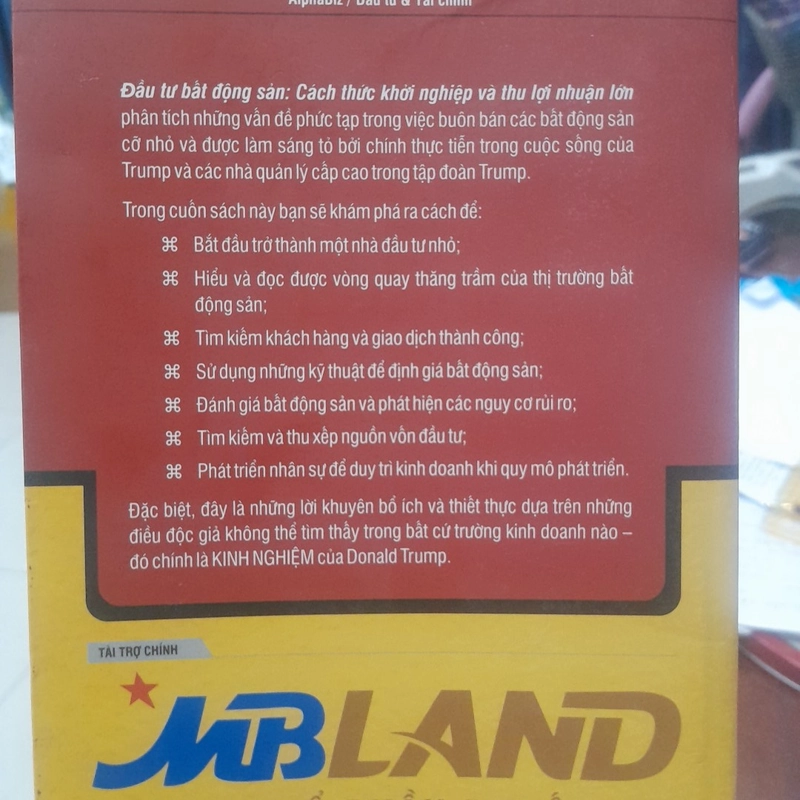 AlphaBiz / Đầu tư & Tài chính
Đầu tư bất động sản: Cách thức khởi nghiệp và thu lợi nhuận lớn
phân tích những vấn đề phức tạp trong việc buôn bán các bất động sản
cỡ nhỏ và được làm sáng tỏ bởi chính thực tiễn trong cuộc sống của
Trump và các nhà quản lý cấp cao trong tập đoàn Trump.
Trong cuốn sách này bạn sẽ khám phá ra cách để:
⌘ Bắt đầu trở thành một nhà đầu tư nhỏ;
⌘ Hiểu và đọc được vòng quay thăng trầm của thị trường bất
động sản;
⌘ Tìm kiếm khách hàng và giao dịch thành công;
⌘ Sử dụng những kỹ thuật để định giá bất động sản;
⌘ Đánh giá bất động sản và phát hiện các nguy cơ rủi ro;
⌘ Tìm kiếm và thu xếp nguồn vốn đầu tư;
⌘ Phát triển nhân sự để duy trì kinh doanh khi quy mô phát triển.
Đặc biệt, đây là những lời khuyên bổ ích và thiết thực dựa trên những
điều độc giả không thể tìm thấy trong bất cứ trường kinh doanh nào –
đó chính là KINH NGHIỆM của Donald Trump.
TÀI TRỢ CHÍNH
MBLAND